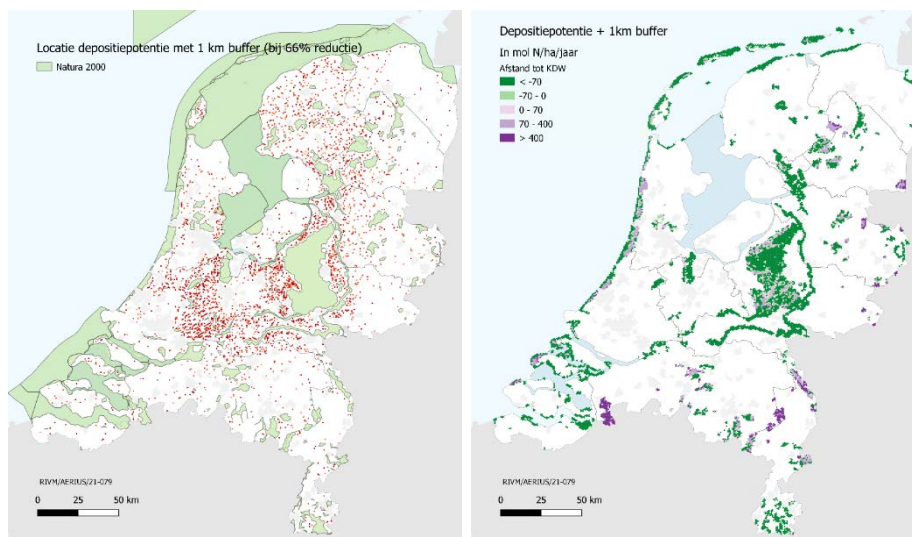 Locatie depositiepotentie met 1 km buffer (bij 66% reductie)
Natura 2000
RIVM/AERIUS/21-079
0 25 50 km
Depositiepotentie + 1km buffer
In mol N/ha/jaar
Afstand tot KDW
< -70
-70 - 0
0 - 70
70 - 400
> 400
RIVM/AERIUS/21-079
0 25 50 km